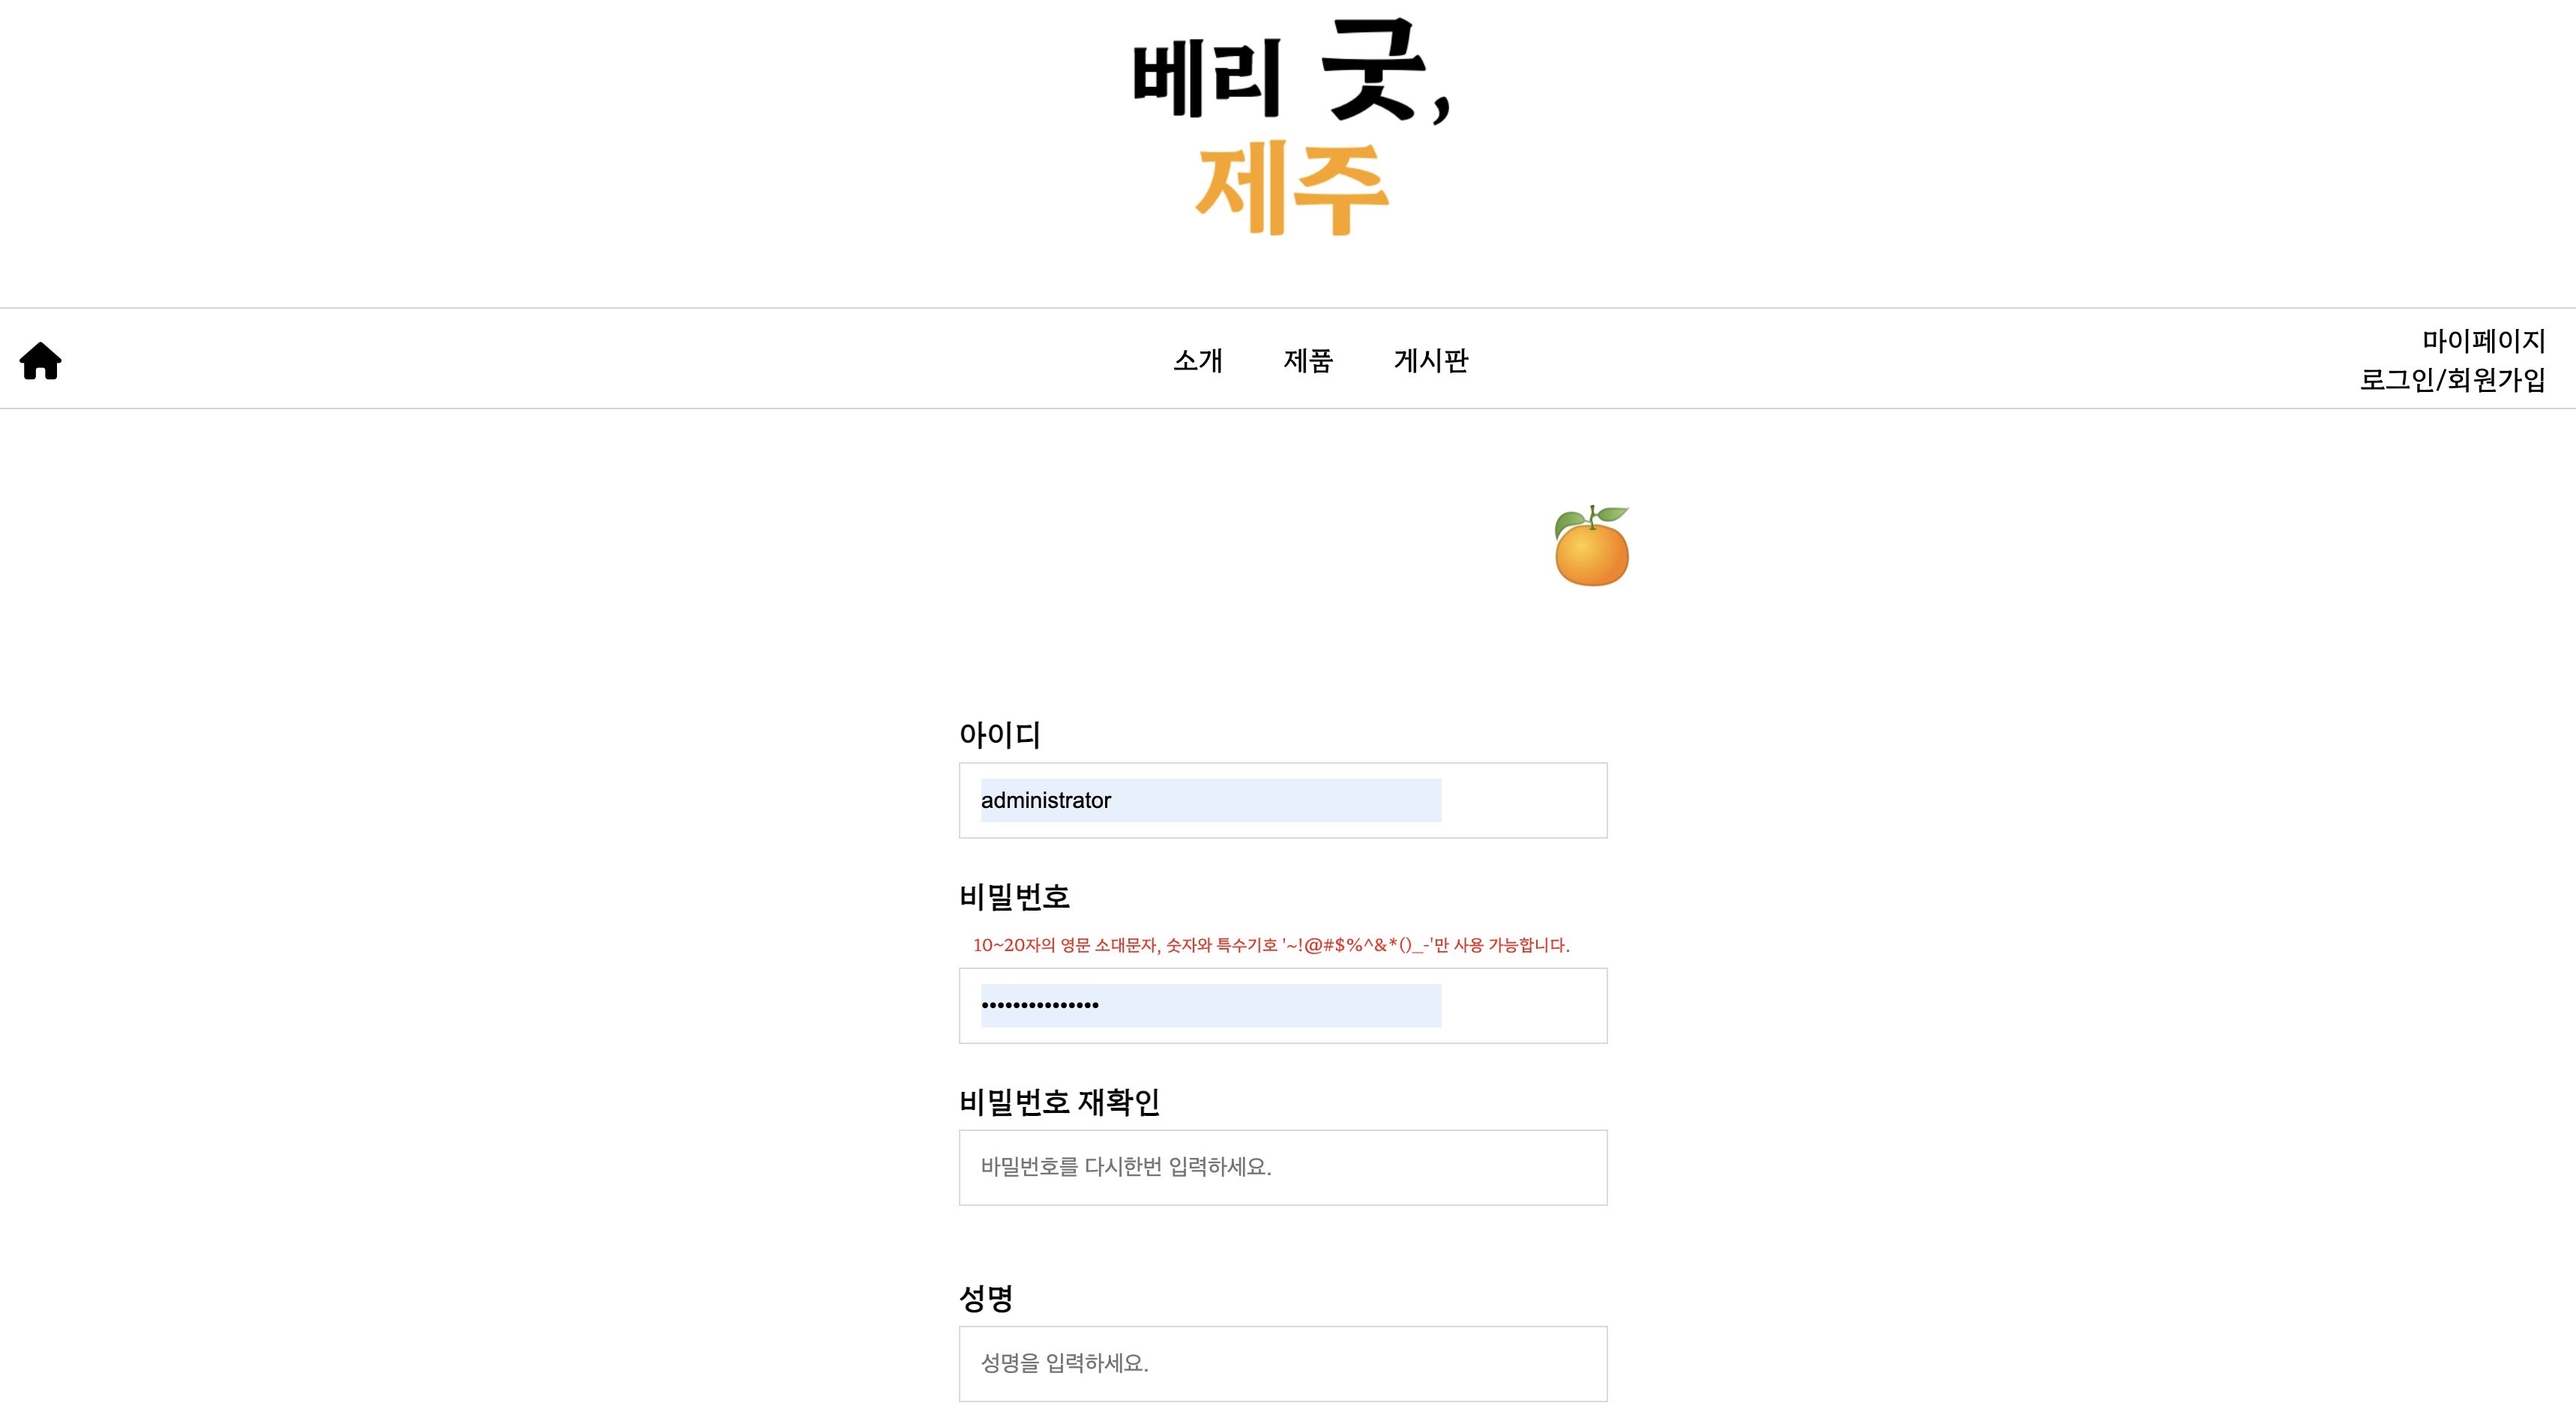 베리 굿,
제주
소개 제품 게시판
마이페이지
로그인/회원가입
아이디
administrator
비밀번호
10~20자의 영문 소대문자, 숫자와 특수기호 '~!@#$%^&*()_-'만 사용 가능합니다.
•••••••••••••••
비밀번호 재확인
바밀번호를 다시한번 입력하세요.
성명
성명을 입력하세요.